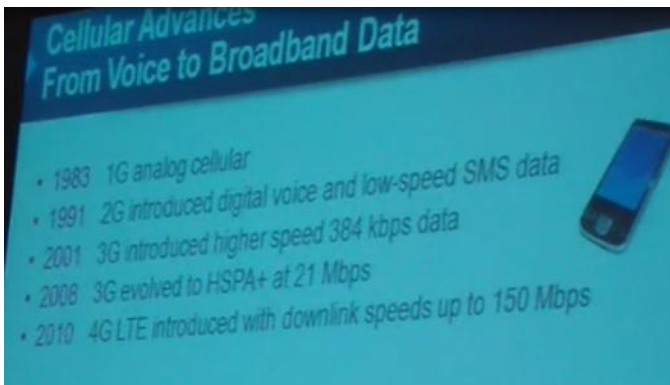 Cellular Advances
From Voice to Broadband Data
• 1983 1G analog cellular
• 1991 2G introduced digital voice and low-speed SMS data
• 2001 3G introduced higher speed 384 kbps data
• 2008 3G evolved to HSPA+ at 21 Mbps
• 2010 4G LTE introduced with downlink speeds up to 150 Mbps